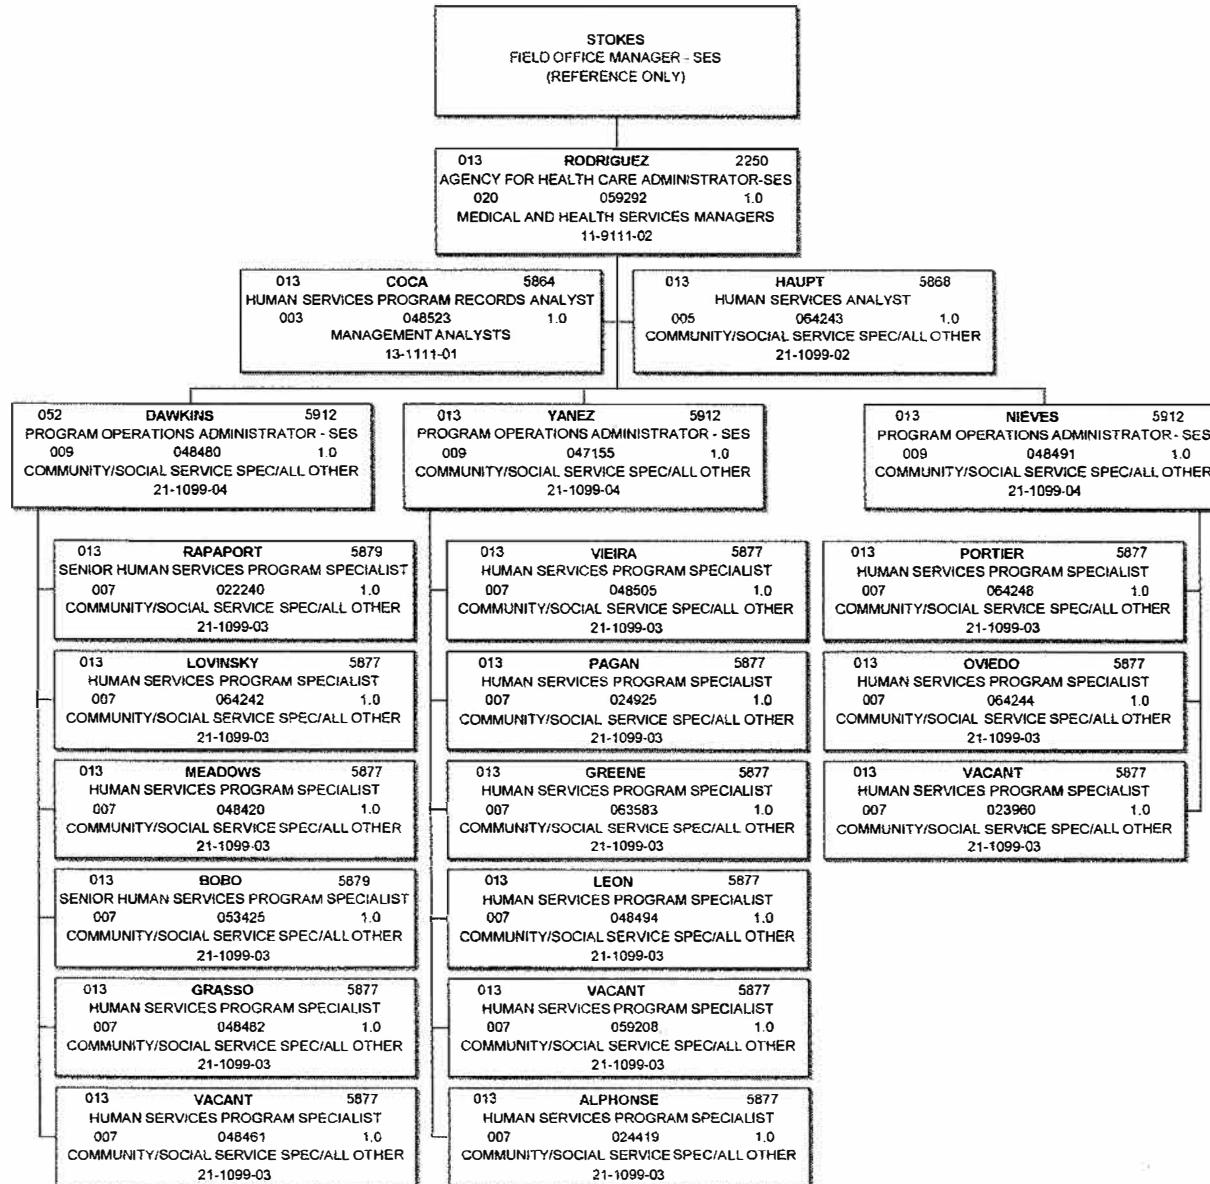 STOKES
FIELD OFFICE MANAGER - SES
(REFERENCE ONLY)
013 RODRIGUEZ 2250
AGENCY FOR HEALTH CARE ADMINISTRATOR-SES
020 059292 1.0
MEDICAL AND HEALTH SERVICES MANAGERS
11-9111-02
013 COCA 5864
HUMAN SERVICES PROGRAM RECORDS ANALYST
003 048523 1.0
MANAGEMENT ANALYSTS
13-1111-01
013 HAUPT 5868
HUMAN SERVICES ANALYST
005 064243 1.0
COMMUNITY/SOCIAL SERVICE SPEC/ALL OTHER
21-1099-02
052 DAWKINS 5912
PROGRAM OPERATIONS ADMINISTRATOR - SES
009 048480 1.0
COMMUNITY/SOCIAL SERVICE SPEC/ALL OTHER
21-1099-04
013 YANEZ 5912
PROGRAM OPERATIONS ADMINISTRATOR - SES
009 047155 1.0
COMMUNITY/SOCIAL SERVICE SPEC/ALL OTHER
21-1099-04
013 NIEVES 5912
PROGRAM OPERATIONS ADMINISTRATOR - SES
009 048491 1.0
COMMUNITY/SOCIAL SERVICE SPEC/ALL OTHER
21-1099-04
013 RAPAPORT 5879
SENIOR HUMAN SERVICES PROGRAM SPECIALIST
007 022240 1.0
COMMUNITY/SOCIAL SERVICE SPEC/ALL OTHER
21-1099-03
013 LOVINSKY 5877
HUMAN SERVICES PROGRAM SPECIALIST
007 064242 1.0
COMMUNITY/SOCIAL SERVICE SPEC/ALL OTHER
21-1099-03
013 MEADOWS 5877
HUMAN SERVICES PROGRAM SPECIALIST
007 048420 1.0
COMMUNITY/SOCIAL SERVICE SPEC/ALL OTHER
21-1099-03
013 BOBO 5879
SENIOR HUMAN SERVICES PROGRAM SPECIALIST
007 053425 1.0
COMMUNITY/SOCIAL SERVICE SPEC/ALL OTHER
21-1099-03
013 GRASSO 5877
HUMAN SERVICES PROGRAM SPECIALIST
007 048482 1.0
COMMUNITY/SOCIAL SERVICE SPEC/ALL OTHER
21-1099-03
013 VACANT 5877
HUMAN SERVICES PROGRAM SPECIALIST
007 048461 1.0
COMMUNITY/SOCIAL SERVICE SPEC/ALL OTHER
21-1099-03
013 VIEIRA 5877
HUMAN SERVICES PROGRAM SPECIALIST
007 048505 1.0
COMMUNITY/SOCIAL SERVICE SPEC/ALL OTHER
21-1099-03
013 PAGAN 5877
HUMAN SERVICES PROGRAM SPECIALIST
007 024925 1.0
COMMUNITY/SOCIAL SERVICE SPEC/ALL OTHER
21-1099-03
013 GREENE 5877
HUMAN SERVICES PROGRAM SPECIALIST
007 063583 1.0
COMMUNITY/SOCIAL SERVICE SPEC/ALL OTHER
21-1099-03
013 LEON 5877
HUMAN SERVICES PROGRAM SPECIALIST
007 048494 1.0
COMMUNITY/SOCIAL SERVICE SPEC/ALL OTHER
21-1099-03
013 VACANT 5877
HUMAN SERVICES PROGRAM SPECIALIST
007 059208 1.0
COMMUNITY/SOCIAL SERVICE SPEC/ALL OTHER
21-1099-03
013 ALPHONSE 5877
HUMAN SERVICES PROGRAM SPECIALIST
007 024419 1.0
COMMUNITY/SOCIAL SERVICE SPEC/ALL OTHER
21-1099-03
013 PORTIER 5877
HUMAN SERVICES PROGRAM SPECIALIST
007 064248 1.0
COMMUNITY/SOCIAL SERVICE SPEC/ALL OTHER
21-1099-03
013 OVIEDO 5877
HUMAN SERVICES PROGRAM SPECIALIST
007 064244 1.0
COMMUNITY/SOCIAL SERVICE SPEC/ALL OTHER
21-1099-03
013 VACANT 5877
HUMAN SERVICES PROGRAM SPECIALIST
007 023960 1.0
COMMUNITY/SOCIAL SERVICE SPEC/ALL OTHER
21-1099-03